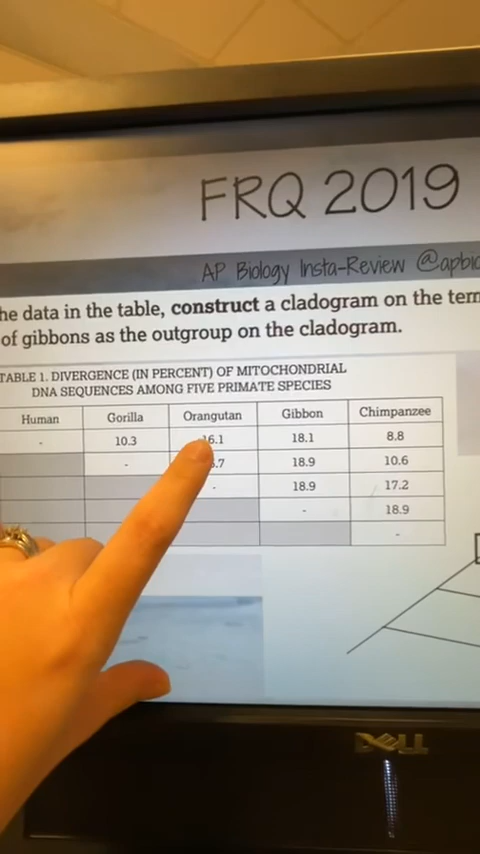 FRQ 2019
AP Biology Insta-Review
the data in the table, construct a cladogram on the
of gibbons as the outgroup on the cladogram.
TABLE 1. DIVERGENCE (IN PERCENT) OF MITOCHONDRIAL
DNA SEQUENCES AMONG FIVE PRIMATE SPECIES
Human Gorilla Orangutan Gibbon Chimpanzee
- 10.3 16.1 18.1 8.8
- 18.9 10.6
- 18.9 17.2
- 18.9
-
DELL